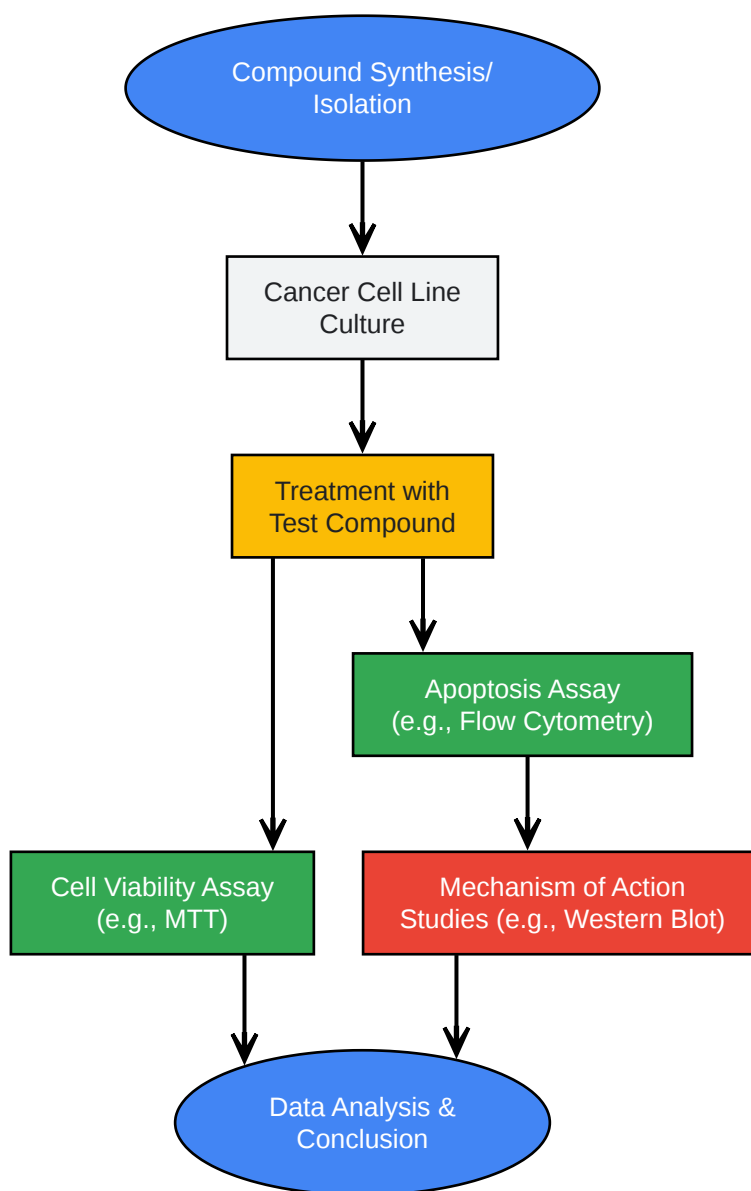 Compound Synthesis/
Isolation
Cancer Cell Line
Culture
Treatment with
Test Compound
Apoptosis Assay
(e.g., Flow Cytometry)
Cell Viability Assay
(e.g., MTT)
Mechanism of Action
Studies (e.g., Western Blot)
Data Analysis &
Conclusion